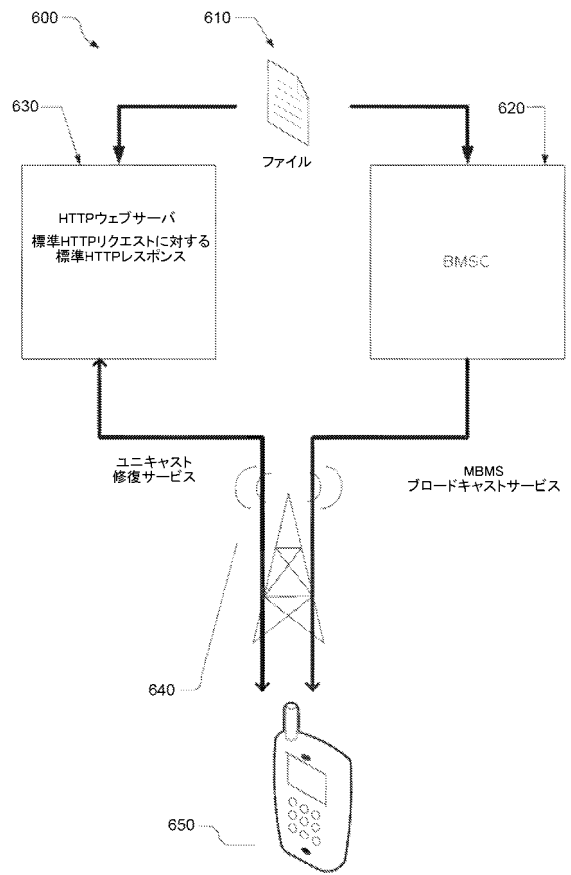 600
610
630
620
ファイル
HTTPウェブサーバ
標準HTTPリクエストに対する
標準HTTPレスポンス
BMSC
ユニキャスト
修復サービス
MBMS
ブロードキャストサービス
640
650